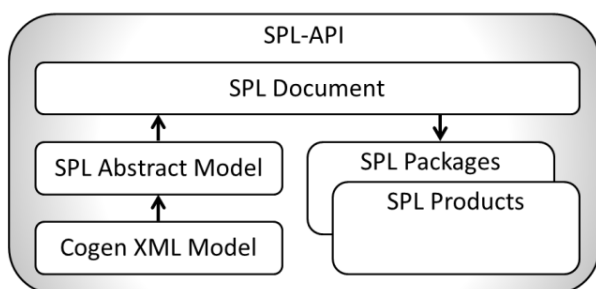 SPL-API
SPL Document
SPL Abstract Model
SPL Packages
SPL Products
Cogen XML Model